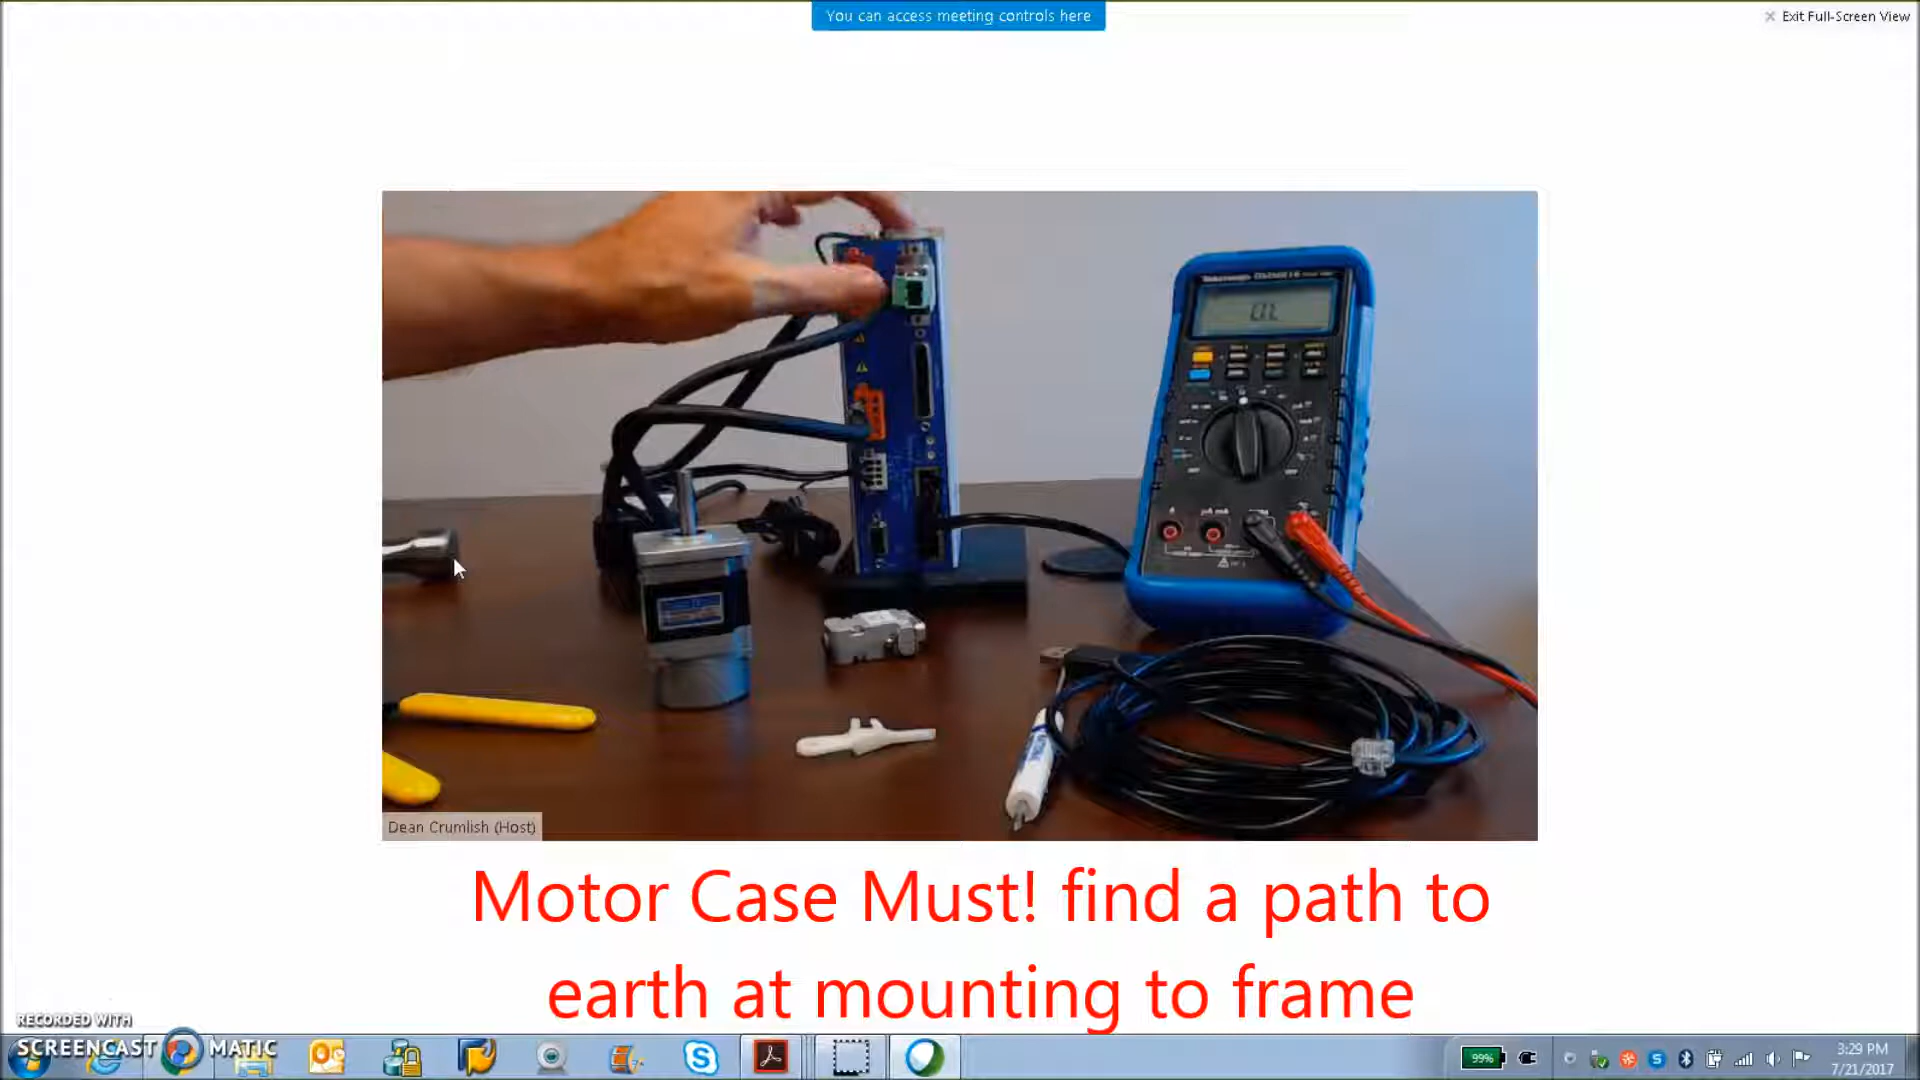 You can access meeting controls here
Exit Full-Screen View
OL
Dean Crumlish (Host)
Motor Case Must! find a path to
earth at mounting to frame
RECORDED WITH
SCREENCAST MATIC
99%
3:29 PM
7/21/2017